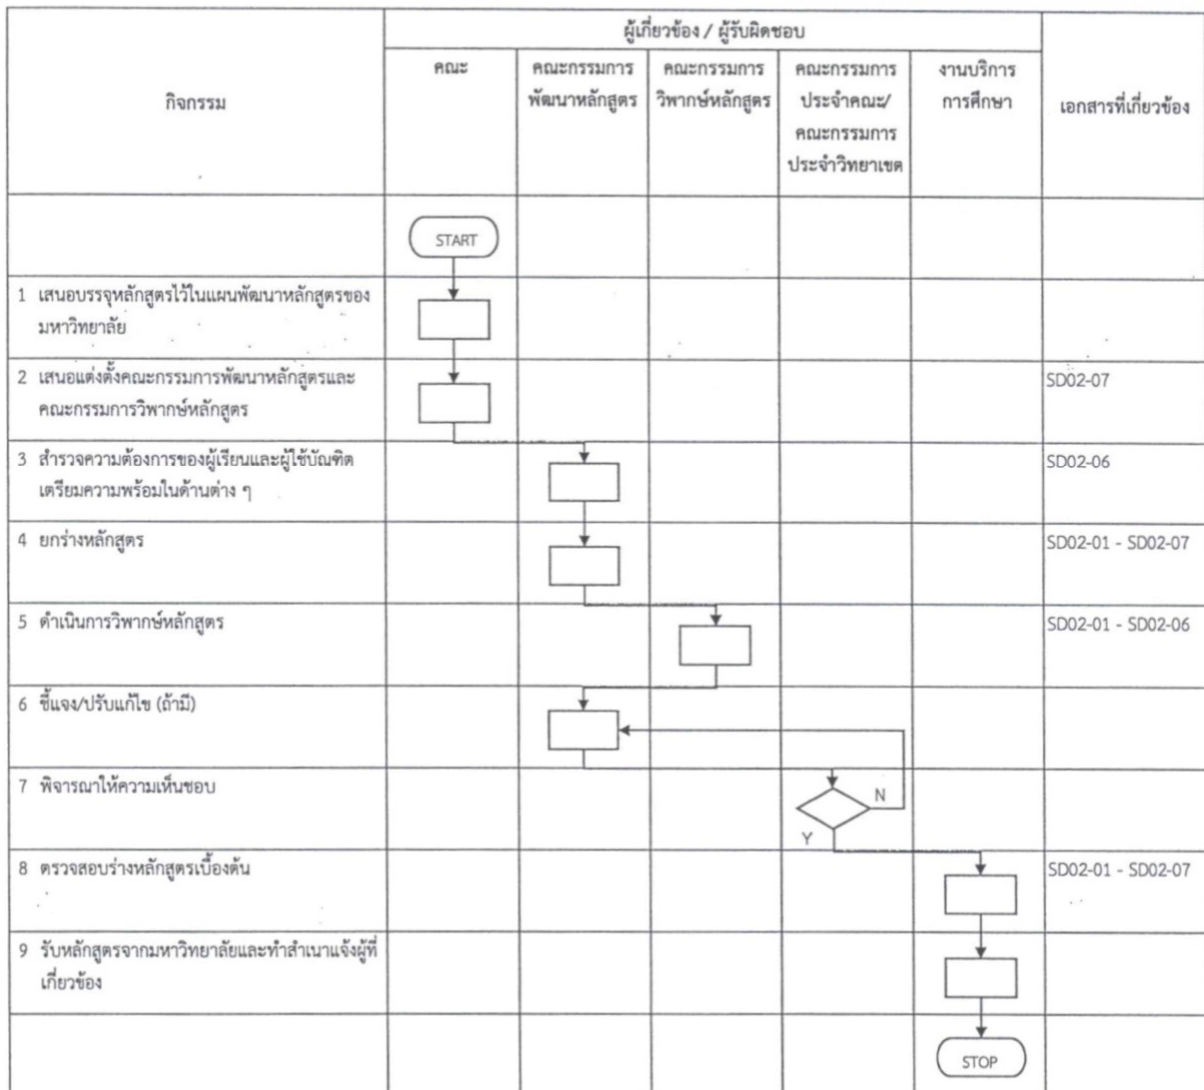 ผู้เกี่ยวข้อง / ผู้รับผิดชอบ
กิจกรรม
คณะ
คณะกรรมการ
พัฒนาหลักสูตร
คณะกรรมการ
วิพากษ์หลักสูตร
คณะกรรมการ
ประจำคณะ/
คณะกรรมการ
ประจำวิทยาเขต
งานบริการ
การศึกษา
เอกสารที่เกี่ยวข้อง
START
1 เสนอบรรจุหลักสูตรไว้ในแผนพัฒนาหลักสูตรของ
มหาวิทยาลัย
2 เสนอแต่งตั้งคณะกรรมการพัฒนาหลักสูตรและ
คณะกรรมการวิพากษ์หลักสูตร
SD02-07
3 สำรวจความต้องการของผู้เรียนและผู้ใช้บัณฑิต
เตรียมความพร้อมในด้านต่าง ๆ
SD02-06
4 ยกร่างหลักสูตร
SD02-01 - SD02-07
5 ดำเนินการวิพากษ์หลักสูตร
SD02-01 - SD02-06
6 ชี้แจง/ปรับแก้ไข (ถ้ามี)
7 พิจารณาให้ความเห็นชอบ
N
Y
8 ตรวจสอบร่างหลักสูตรเบื้องต้น
SD02-01 - SD02-07
9 รับหลักสูตรจากมหาวิทยาลัยและทำสำเนาแจ้งผู้ที่
เกี่ยวข้อง
STOP